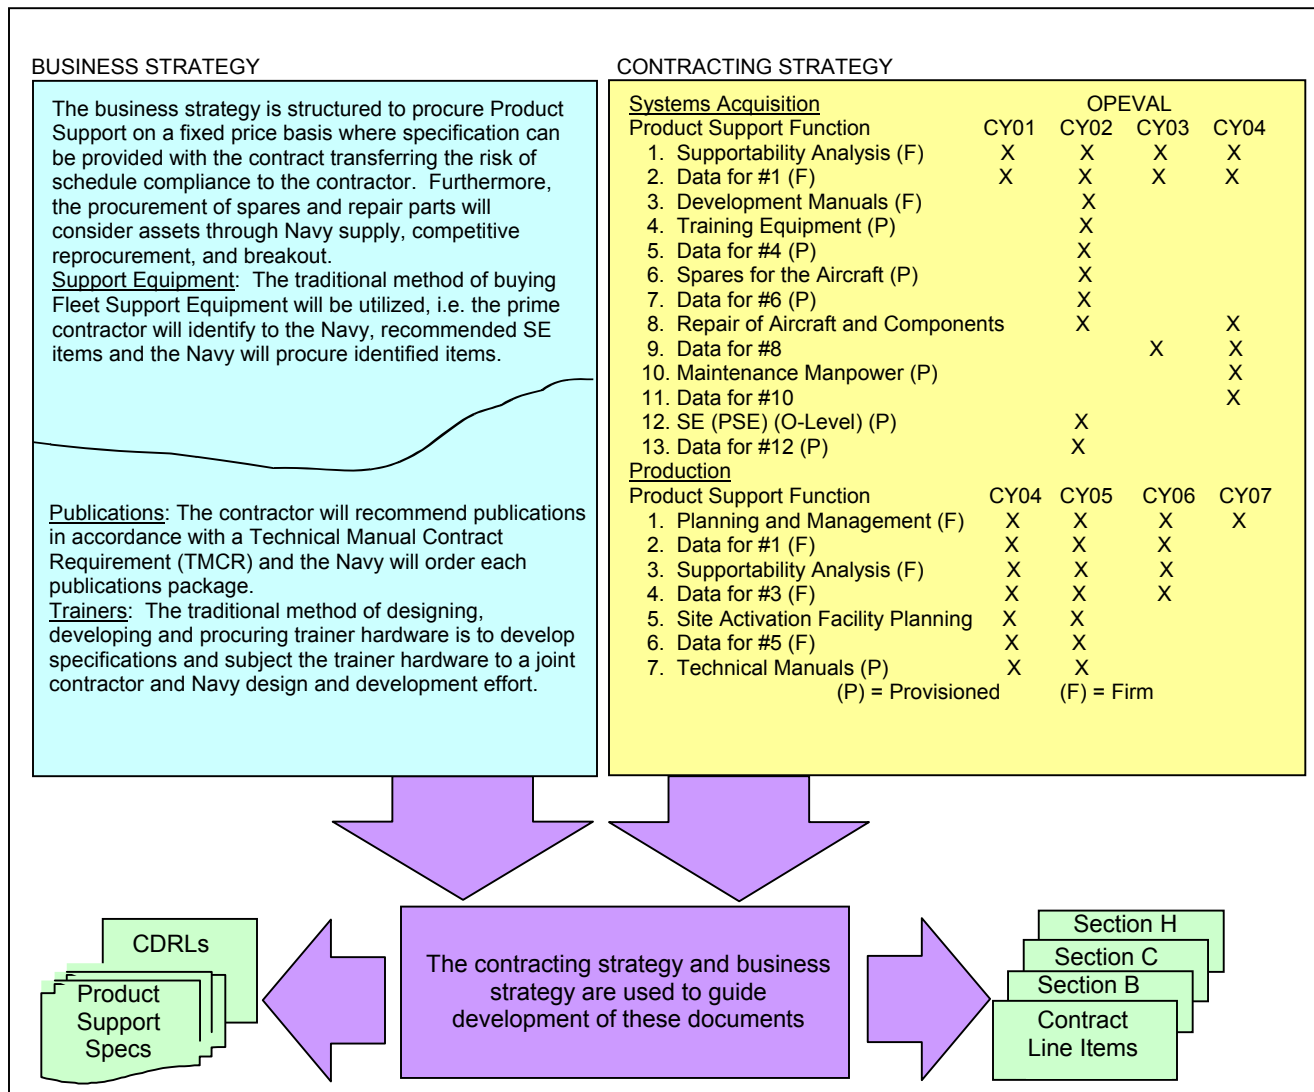 BUSINESS STRATEGY
The business strategy is structured to procure Product
Support on a fixed price basis where specification can
be provided with the contract transferring the risk of
schedule compliance to the contractor. Furthermore,
the procurement of spares and repair parts will
consider assets through Navy supply, competitive
reprocurement, and breakout.
Support Equipment: The traditional method of buying
Fleet Support Equipment will be utilized, i.e. the prime
contractor will identify to the Navy, recommended SE
items and the Navy will procure identified items.
Publications: The contractor will recommend publications
in accordance with a Technical Manual Contract
Requirement (TMCR) and the Navy will order each
publications package.
Trainers: The traditional method of designing,
developing and procuring trainer hardware is to develop
specifications and subject the trainer hardware to a joint
contractor and Navy design and development effort.
CONTRACTING STRATEGY
Systems Acquisition OPEVAL
Product Support Function CY01 CY02 CY03 CY04
1. Supportability Analysis (F) X X X X
2. Data for #1 (F) X X X X
3. Development Manuals (F) X
4. Training Equipment (P) X
5. Data for #4 (P) X
6. Spares for the Aircraft (P) X
7. Data for #6 (P) X
8. Repair of Aircraft and Components X X
9. Data for #8 X X
10. Maintenance Manpower (P) X
11. Data for #10 X
12. SE (PSE) (O-Level) (P) X
13. Data for #12 (P) X
Production
Product Support Function CY04 CY05 CY06 CY07
1. Planning and Management (F) X X X X
2. Data for #1 (F) X X X
3. Supportability Analysis (F) X X X
4. Data for #3 (F) X X X
5. Site Activation Facility Planning X X
6. Data for #5 (F) X X
7. Technical Manuals (P) X X
(P) = Provisioned (F) = Firm
CDRLs
Product
Support
Specs
The contracting strategy and business
strategy are used to guide
development of these documents
Section H
Section C
Section B
Contract
Line Items